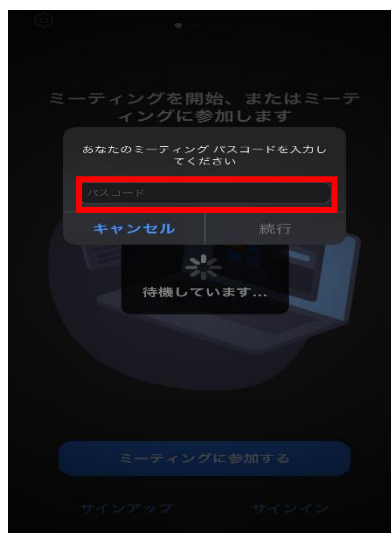 ミーティングを開始、またはミーテ
ィングに参加します
あなたのミーティング パスコードを入力し
てください
パスコード
キャンセル
続行
待機しています...
ミーティングに参加する
サインアップ
サインイン